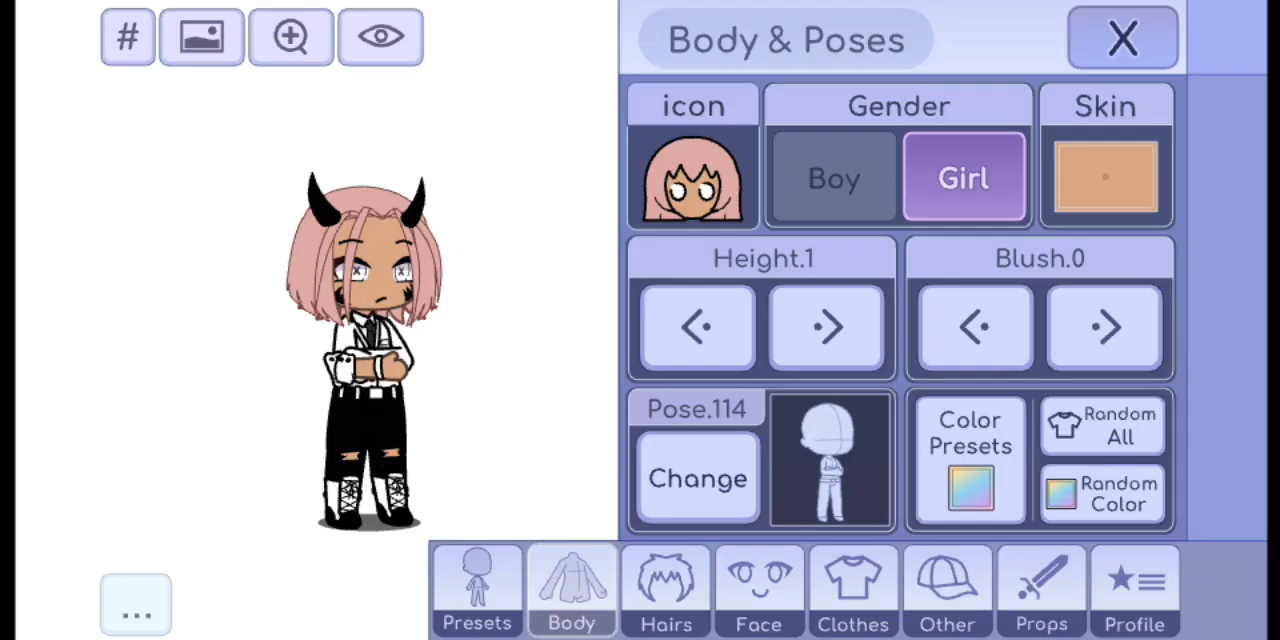 #
Body & Poses
X
icon
Gender
Skin
Boy
Girl
Height.1
Blush.0
Pose.114
Change
Color
Presets
Random
All
Random
Color
...
Presets
Body
Hairs
Face
Clothes
Other
Props
Profile